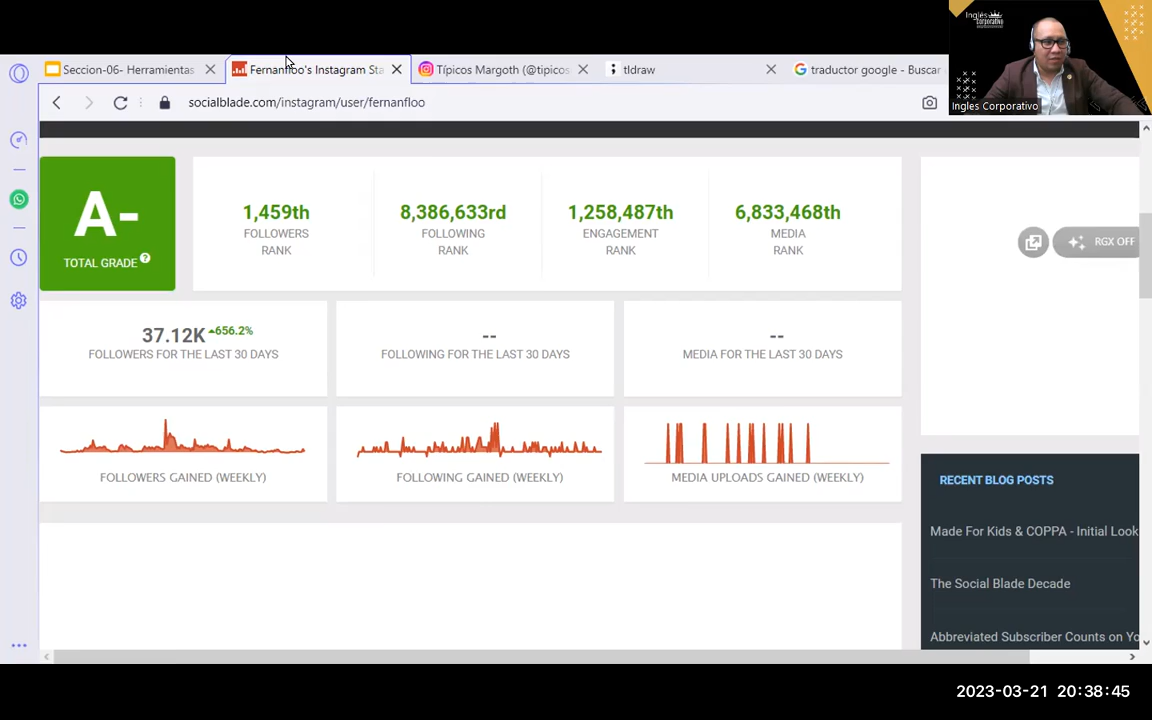 Inglés
Corporativo
Seccion-06- Herramientas
Fernanfloo's Instagram Sta
Típicos Margoth (@tipicos
tldraw
traductor google - Buscar
Ingles Corporativo
socialblade.com/instagram/user/fernanfloo
A-
TOTAL GRADE
1,459th
FOLLOWERS
RANK
8,386,633rd
FOLLOWING
RANK
1,258,487th
ENGAGEMENT
RANK
6,833,468th
MEDIA
RANK
RGX OFF
37.12K 656.2%
FOLLOWERS FOR THE LAST 30 DAYS
--
FOLLOWING FOR THE LAST 30 DAYS
--
MEDIA FOR THE LAST 30 DAYS
FOLLOWERS GAINED (WEEKLY)
FOLLOWING GAINED (WEEKLY)
MEDIA UPLOADS GAINED (WEEKLY)
RECENT BLOG POSTS
Made For Kids & COPPA - Initial Look
The Social Blade Decade
Abbreviated Subscriber Counts on Yo
2023-03-21 20:38:45